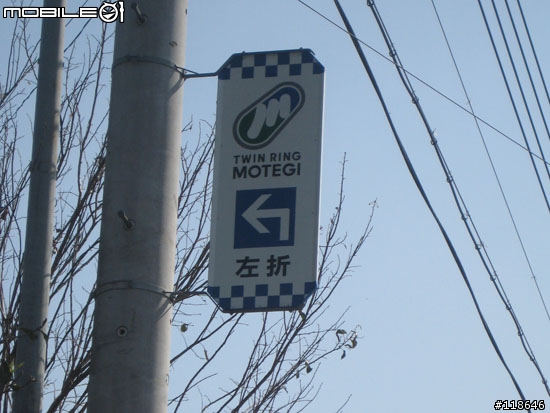 MOBILE01
TWIN RING
MOTEGI
左折
#118646